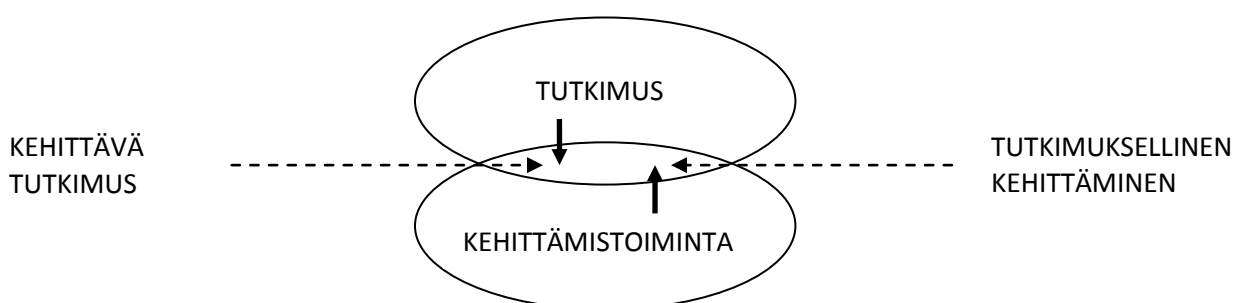 TUTKIMUS
KEHITTÄVÄ
TUTKIMUS
TUTKIMUKSELLINEN
KEHITTÄMINEN
KEHITTÄMISTOIMINTA